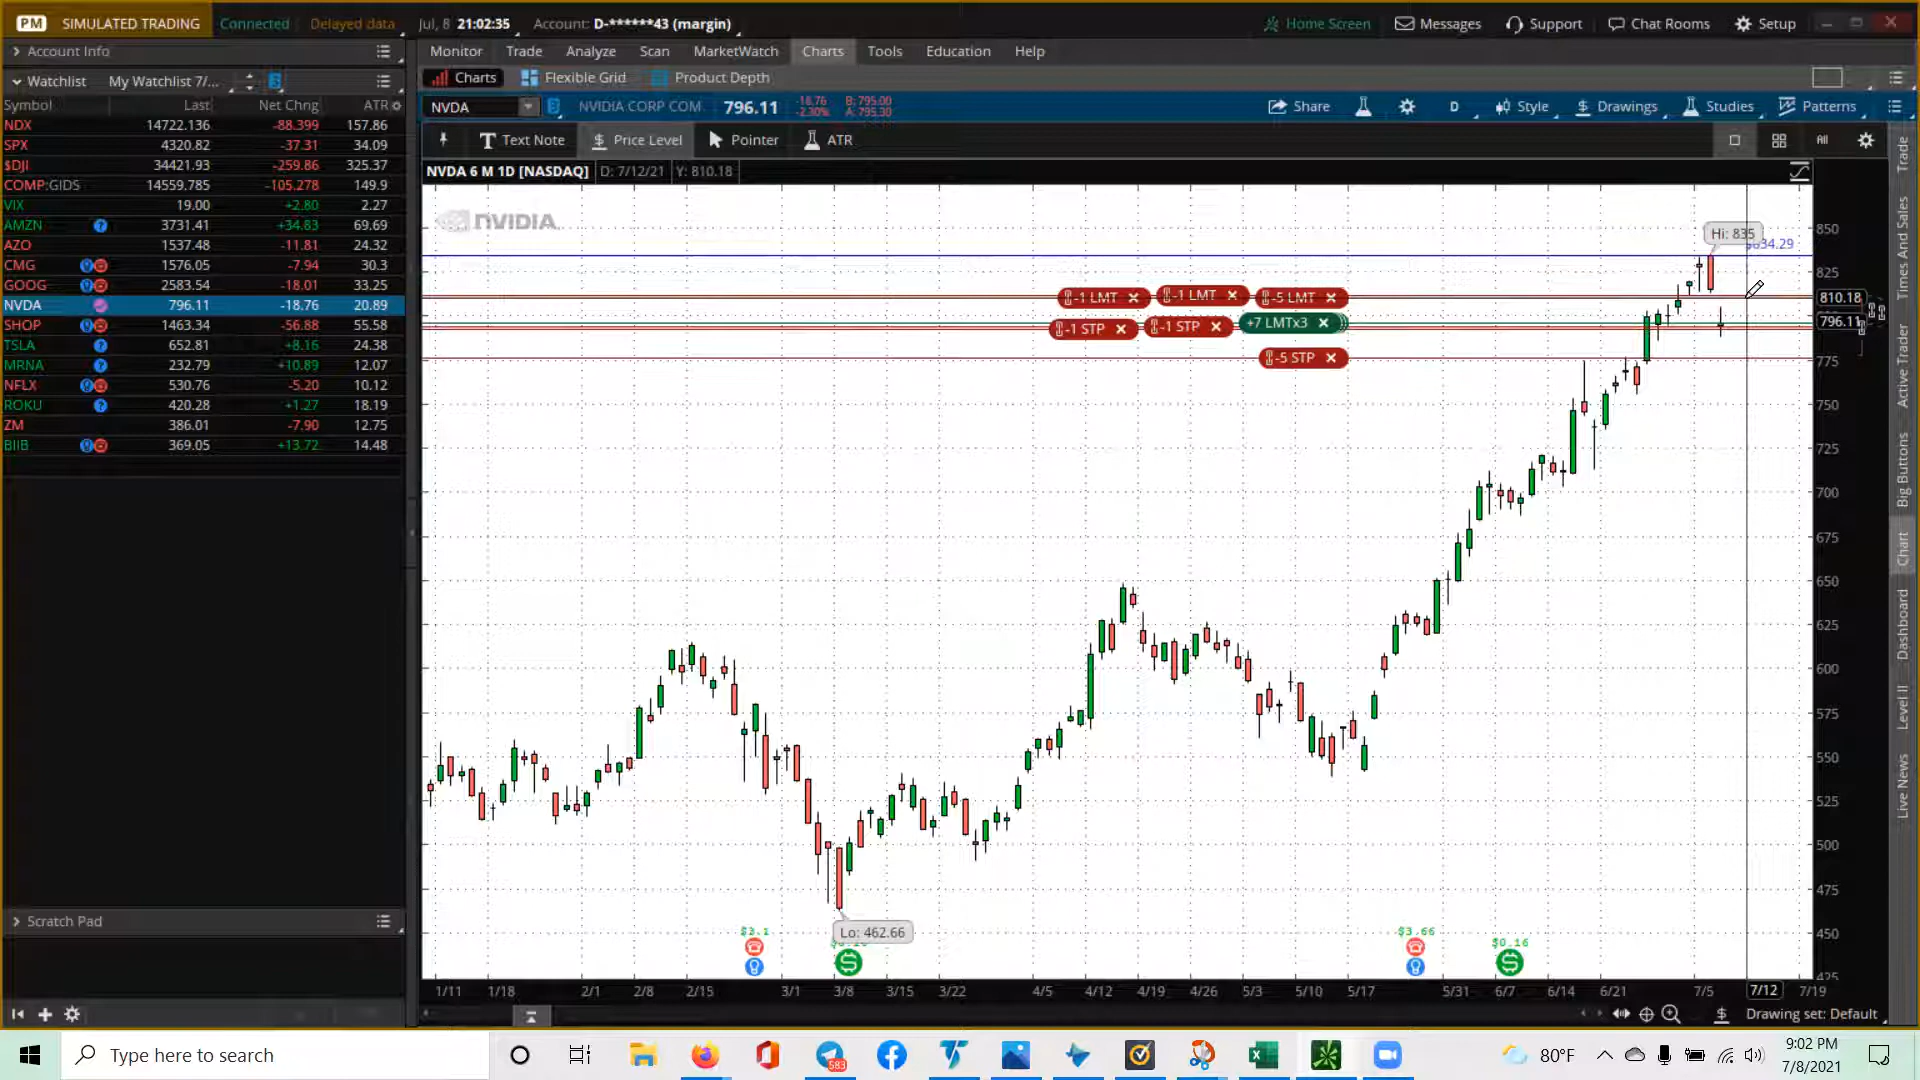 PM SIMULATED TRADING Connected Delayed data Jul, 8 21:02:35 Account: D-******43 (margin) Home Screen Messages Support Chat Rooms Setup
Account Info Monitor Trade Analyze Scan MarketWatch Charts Tools Education Help
Watchlist My Watchlist 7/... Charts Flexible Grid Product Depth
Symbol Last Net Chng ATR
NVDA NVIDIA CORP COM 796.11 -18.76 -2.30% B: 795.00 A: 795.30 Share D Style Drawings Studies Patterns
Text Note Price Level Pointer ATR All
NVDA 6 M 1D [NASDAQ] D: 7/12/21 Y: 810.18
NDX 14722.136 -88.399 157.86
SPX 4320.82 -37.31 34.09
$DJI 34421.93 -259.86 325.37
COMP:GIDS 14559.785 -105.278 149.9
VIX 19.00 +2.80 2.27
AMZN 3731.41 +34.83 69.69
AZO 1537.48 -11.81 24.32
CMG 1576.05 -7.94 30.3
GOOG 2583.54 -18.01 33.25
NVDA 796.11 -18.76 20.89
SHOP 1463.34 -56.88 55.58
TSLA 652.81 +8.16 24.38
MRNA 232.79 +10.89 12.07
NFLX 530.76 -5.20 10.12
ROKU 420.28 +1.27 18.19
ZM 386.01 -7.90 12.75
BIIB 369.05 +13.72 14.48
Scratch Pad
NVIDIA
Hi: 835
-1 LMT -1 LMT -5 LMT
-1 STP -1 STP +7 LMTx3
-5 STP
Lo: 462.66
$3.1
$3.66 $0.16
850
825
810.18
796.11
775
750
725
700
675
650
625
600
575
550
525
500
475
450
425
1/11 1/18 2/1 2/8 2/15 3/1 3/8 3/15 3/22 4/5 4/12 4/19 4/26 5/3 5/10 5/17 5/31 6/7 6/14 6/21 7/5 7/12 7/19
Drawing set: Default
Trade
Times And Sales
Active Trader
Big Buttons
Chart
Dashboard
Level II
Live News
Type here to search 583 80°F 9:02 PM
7/8/2021